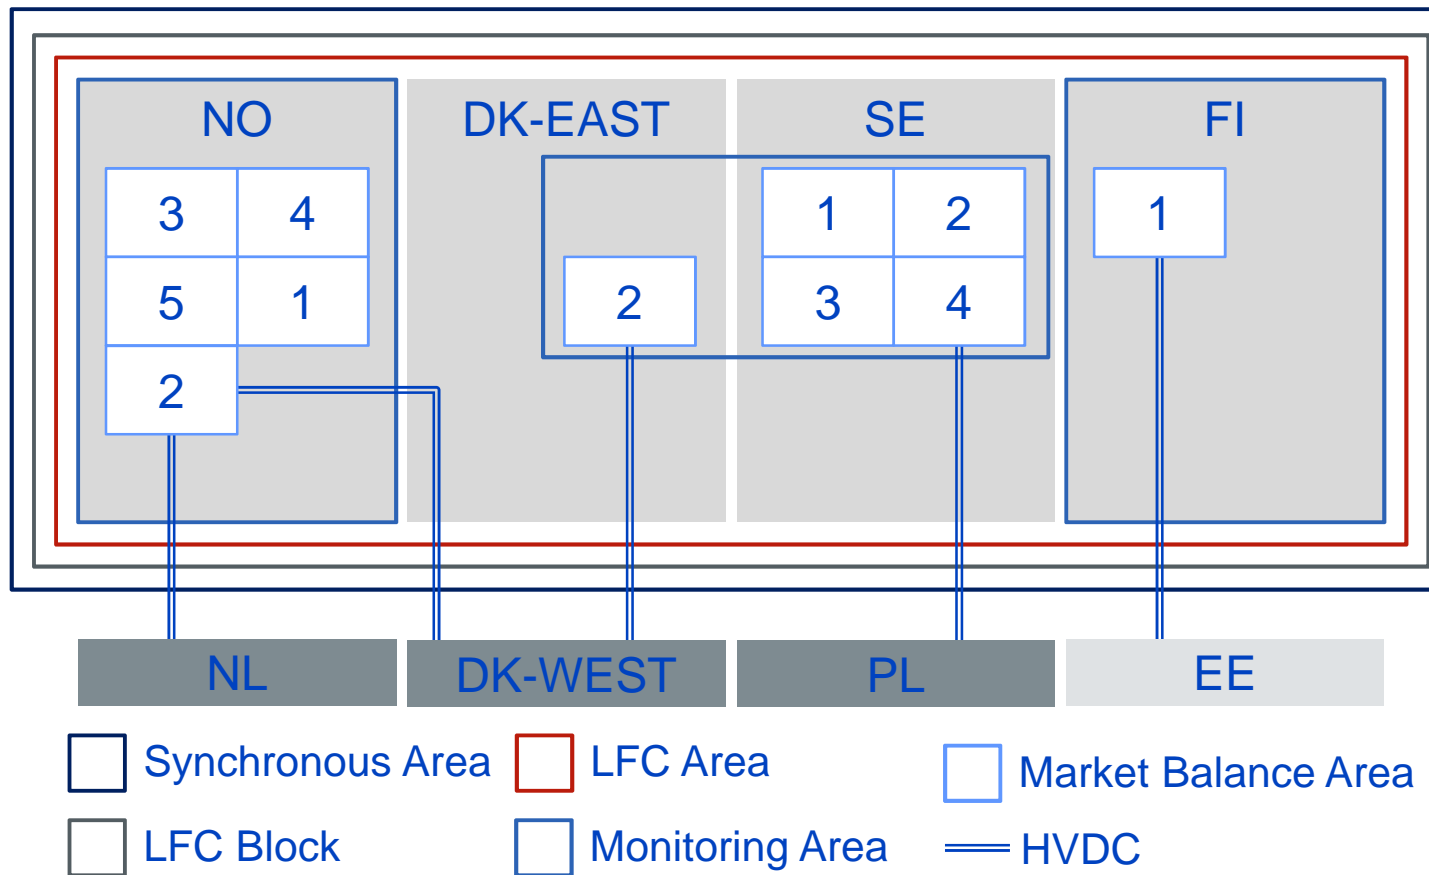 NO DK-EAST SE FI
3 4 1 2 1
5 1 2 3 4
2
NL DK-WEST PL EE
Synchronous Area LFC Area Market Balance Area
LFC Block Monitoring Area HVDC